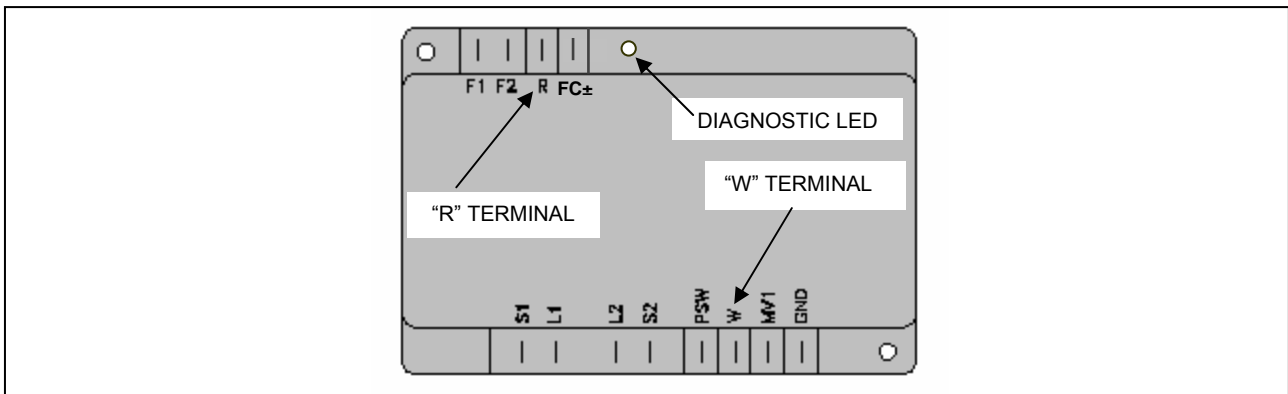 F1 F2 R FC±
DIAGNOSTIC LED
“W” TERMINAL
“R” TERMINAL
S1 L1 L2 S2 PSW W MV1 GND